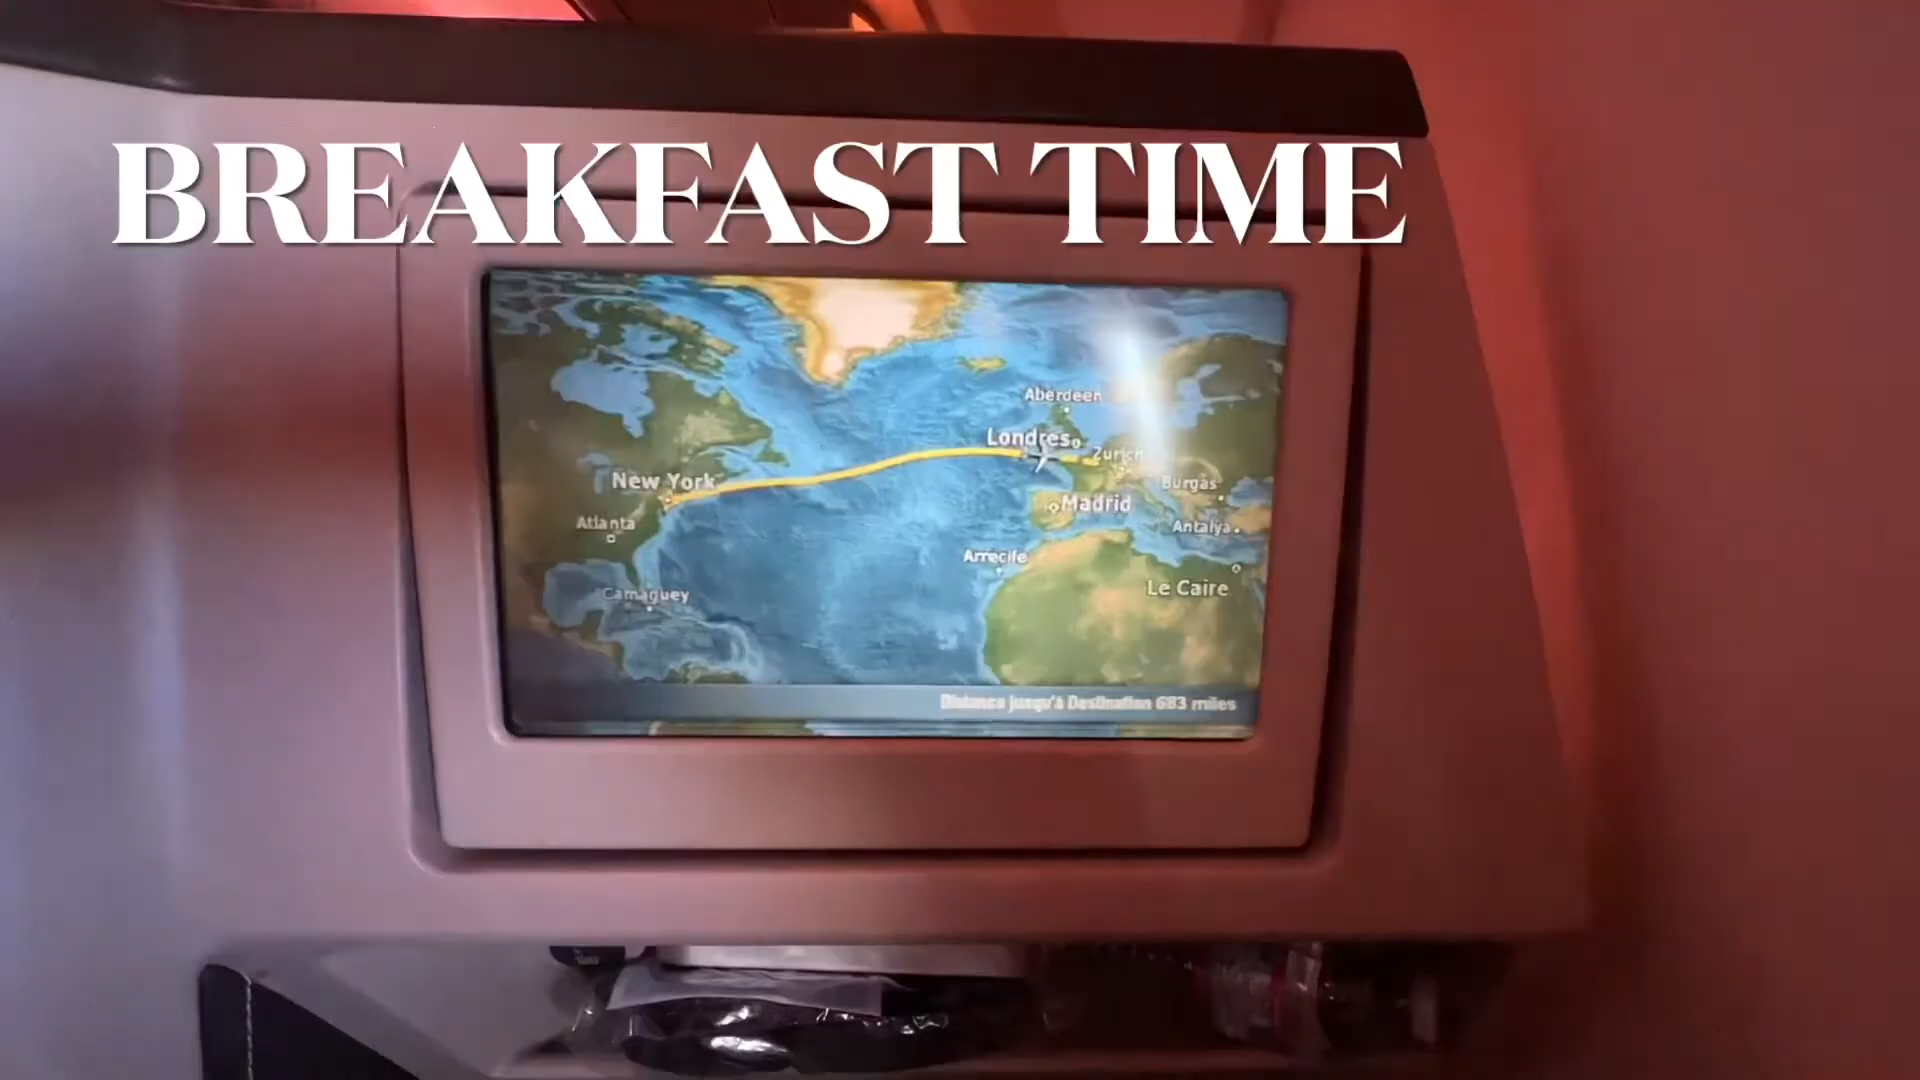 BREAKFAST TIME
Aberdeen
Londres
Zurich
New York
Burgas
Madrid
Atlanta
Antalya
Arrecife
Le Caire
Camaguey
Distance jusqu'à Destination 683 miles